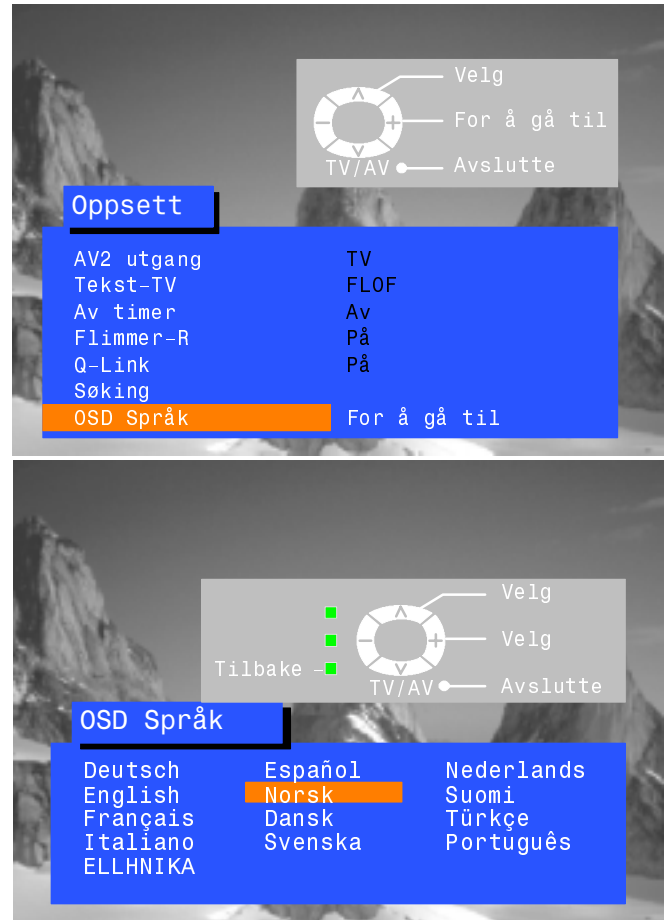 Velg
For å gå til
TV/AV Avslutte
Oppsett
AV2 utgang TV
Tekst–TV FLOF
Av timer Av
Flimmer–R På
Q–Link På
Søking
OSD Språk For å gå til
Velg
Velg
Tilbake
TV/AV Avslutte
OSD Språk
Deutsch Español Nederlands
English Norsk Suomi
Français Dansk Türkçe
Italiano Svenska Português
ELLHNIKA